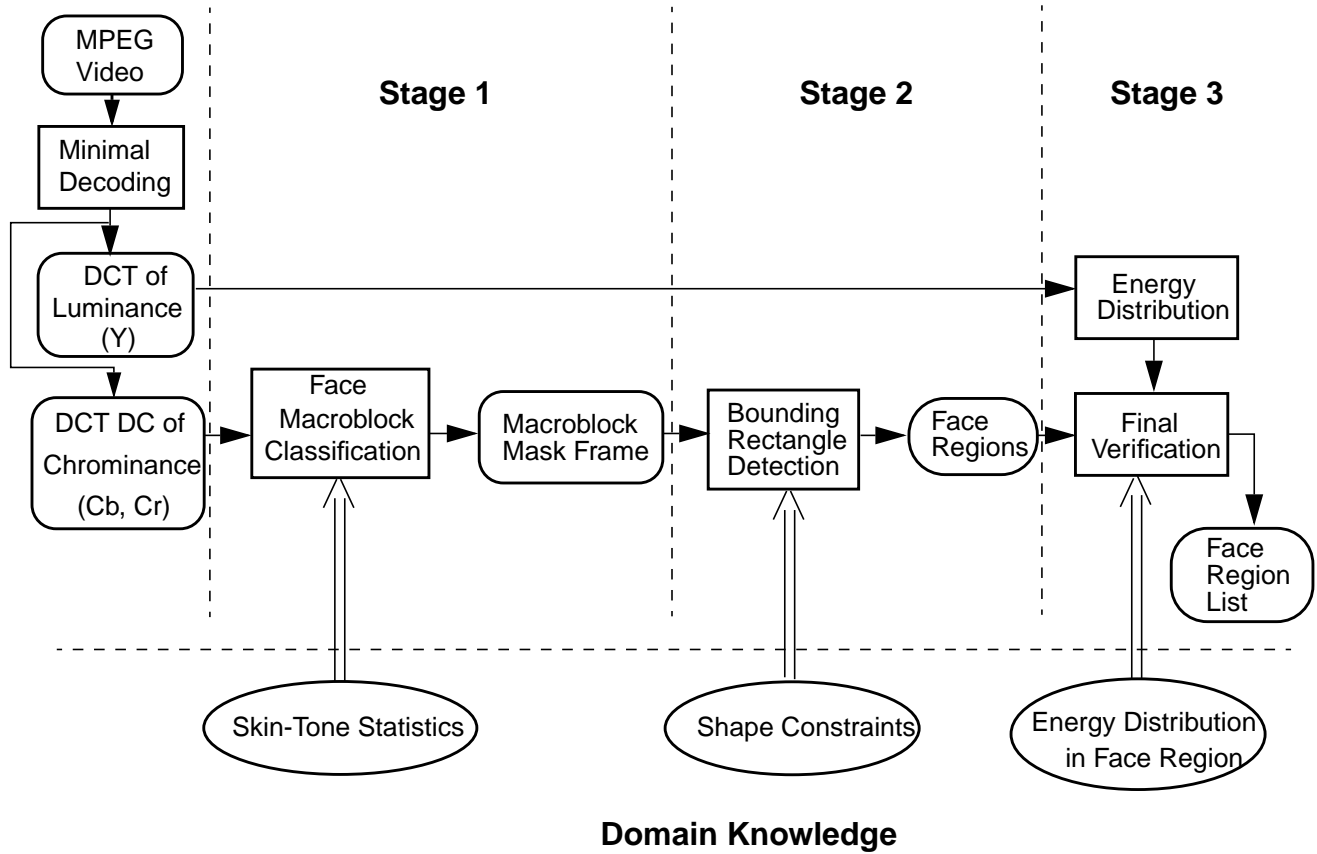 MPEG
Video
Stage 1
Stage 2
Stage 3
Minimal
Decoding
DCT of
Luminance
(Y)
Energy
Distribution
DCT DC of
Chrominance
(Cb, Cr)
Face
Macroblock
Classification
Macroblock
Mask Frame
Bounding
Rectangle
Detection
Face
Regions
Final
Verification
Face
Region
List
Skin-Tone Statistics
Shape Constraints
Energy Distribution
in Face Region
Domain Knowledge